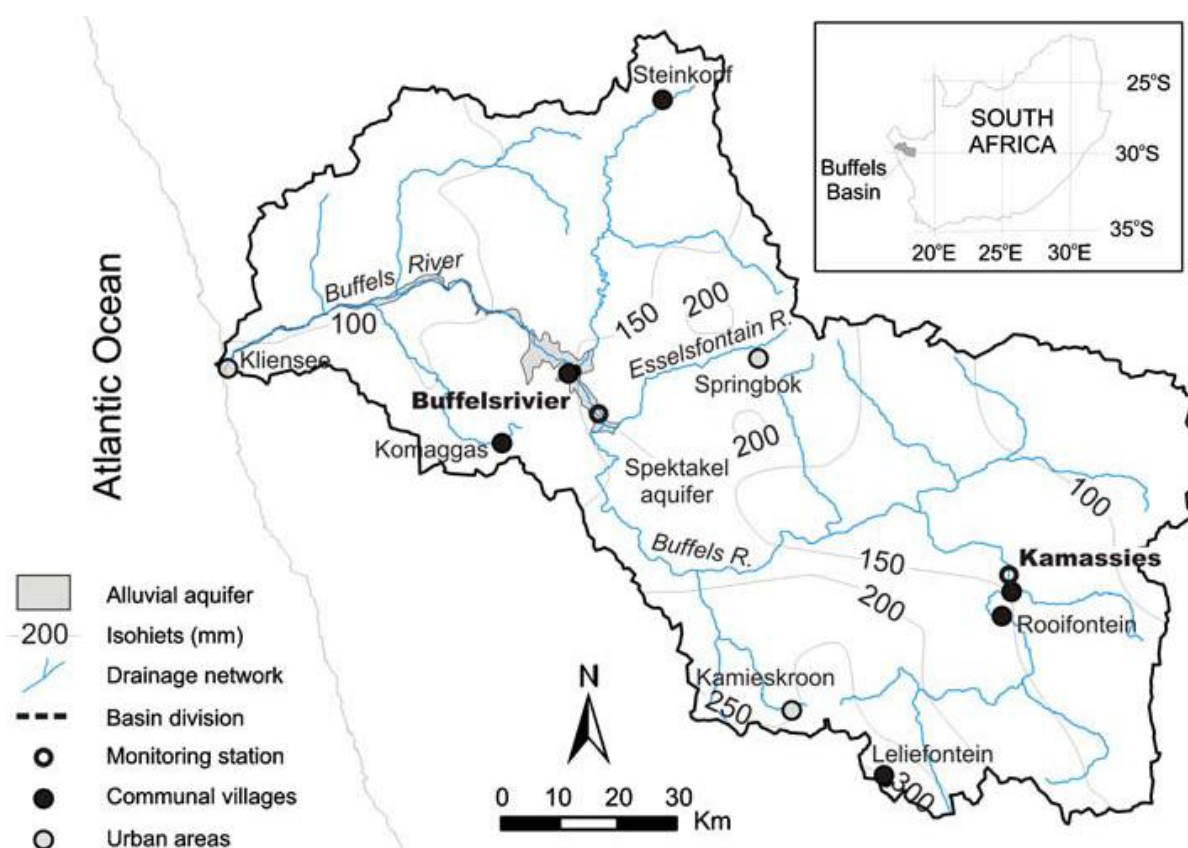 Steinkopf
SOUTH
AFRICA
25°S
30°S
35°S
20°E
25°E
30°E
Buffels
Basin
Atlantic Ocean
Buffels River
100
150
200
Esselsfontain R.
Kliensee
Springbok
Buffelsrivier
Komaggas
200
Spektakel
aquifer
100
Buffels R.
150
200
Kamassies
Rooifontein
Kamieskroon
250
Leliefontein
300
N
0 10 20 30
Km
Alluvial aquifer
200 Isohiets (mm)
Drainage network
Basin division
Monitoring station
Communal villages
Urban areas